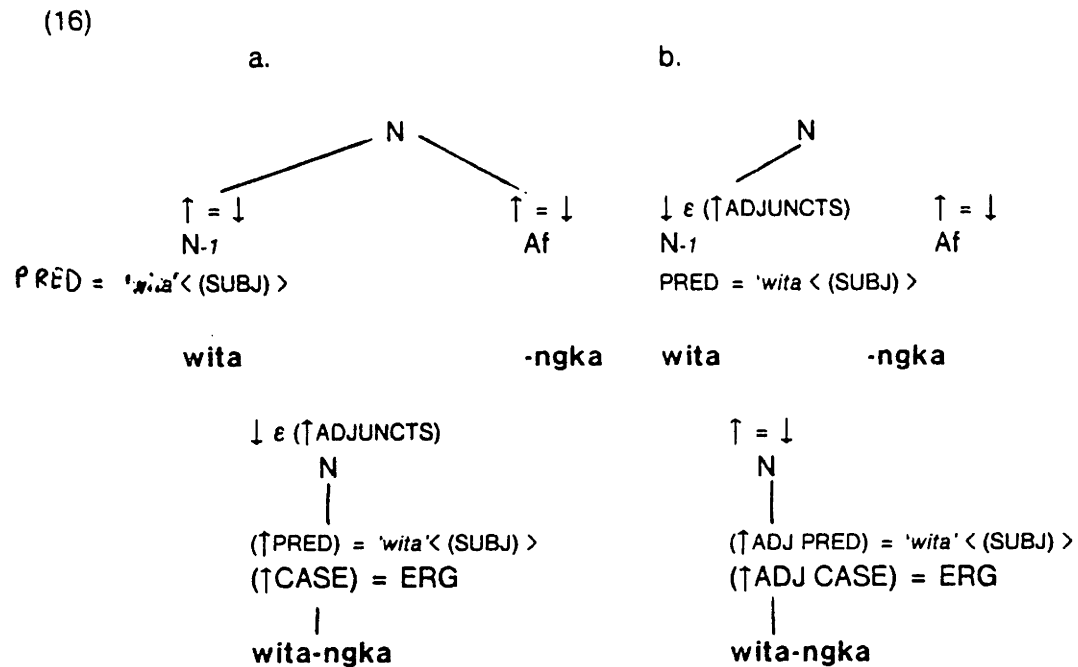 (16)
a. b.
N N
↑ = ↓ ↑ = ↓ ↓ ε (↑ADJUNCTS) ↑ = ↓
N-1 Af N-1 Af
PRED = 'wita'< (SUBJ) > PRED = 'wita < (SUBJ) >
wita -ngka wita -ngka
↓ ε (↑ADJUNCTS) ↑ = ↓
N N
(↑PRED) = 'wita'< (SUBJ) > (↑ADJ PRED) = 'wita' < (SUBJ) >
(↑CASE) = ERG (↑ADJ CASE) = ERG
wita-ngka wita-ngka